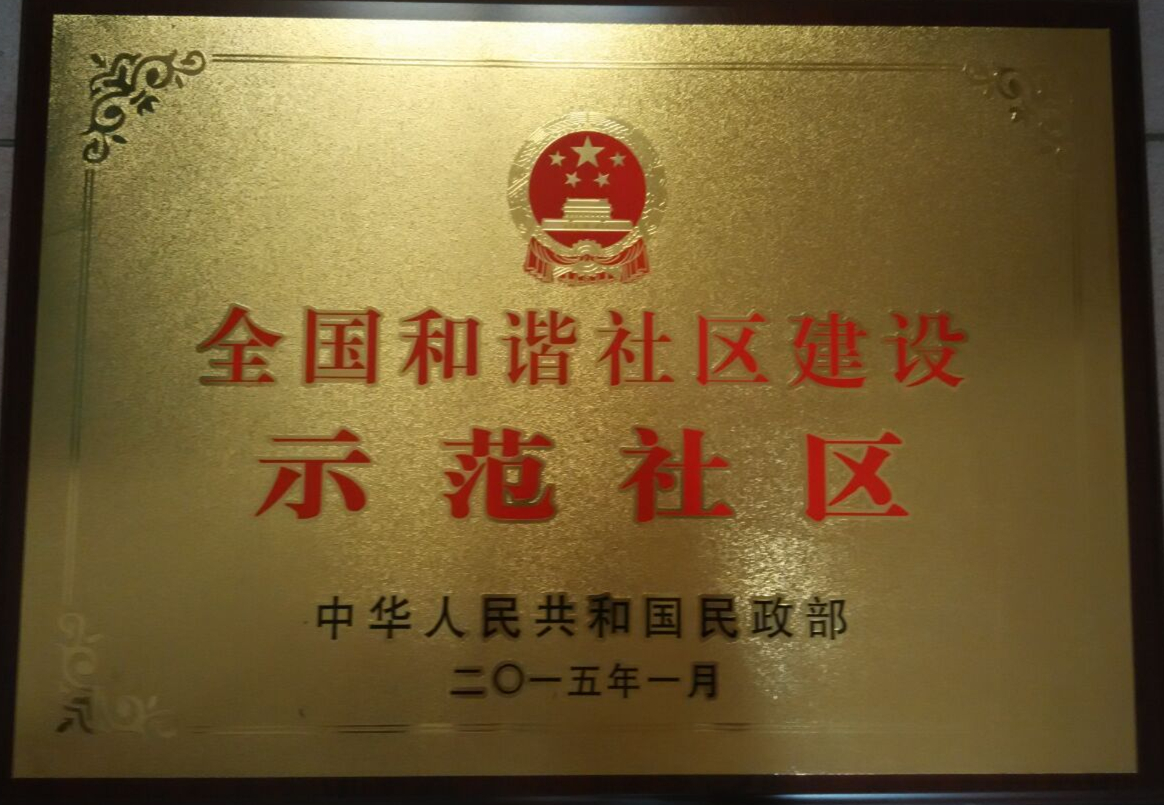 全国和谐社区建设
示范社区
中华人民共和国民政部
二〇一五年一月